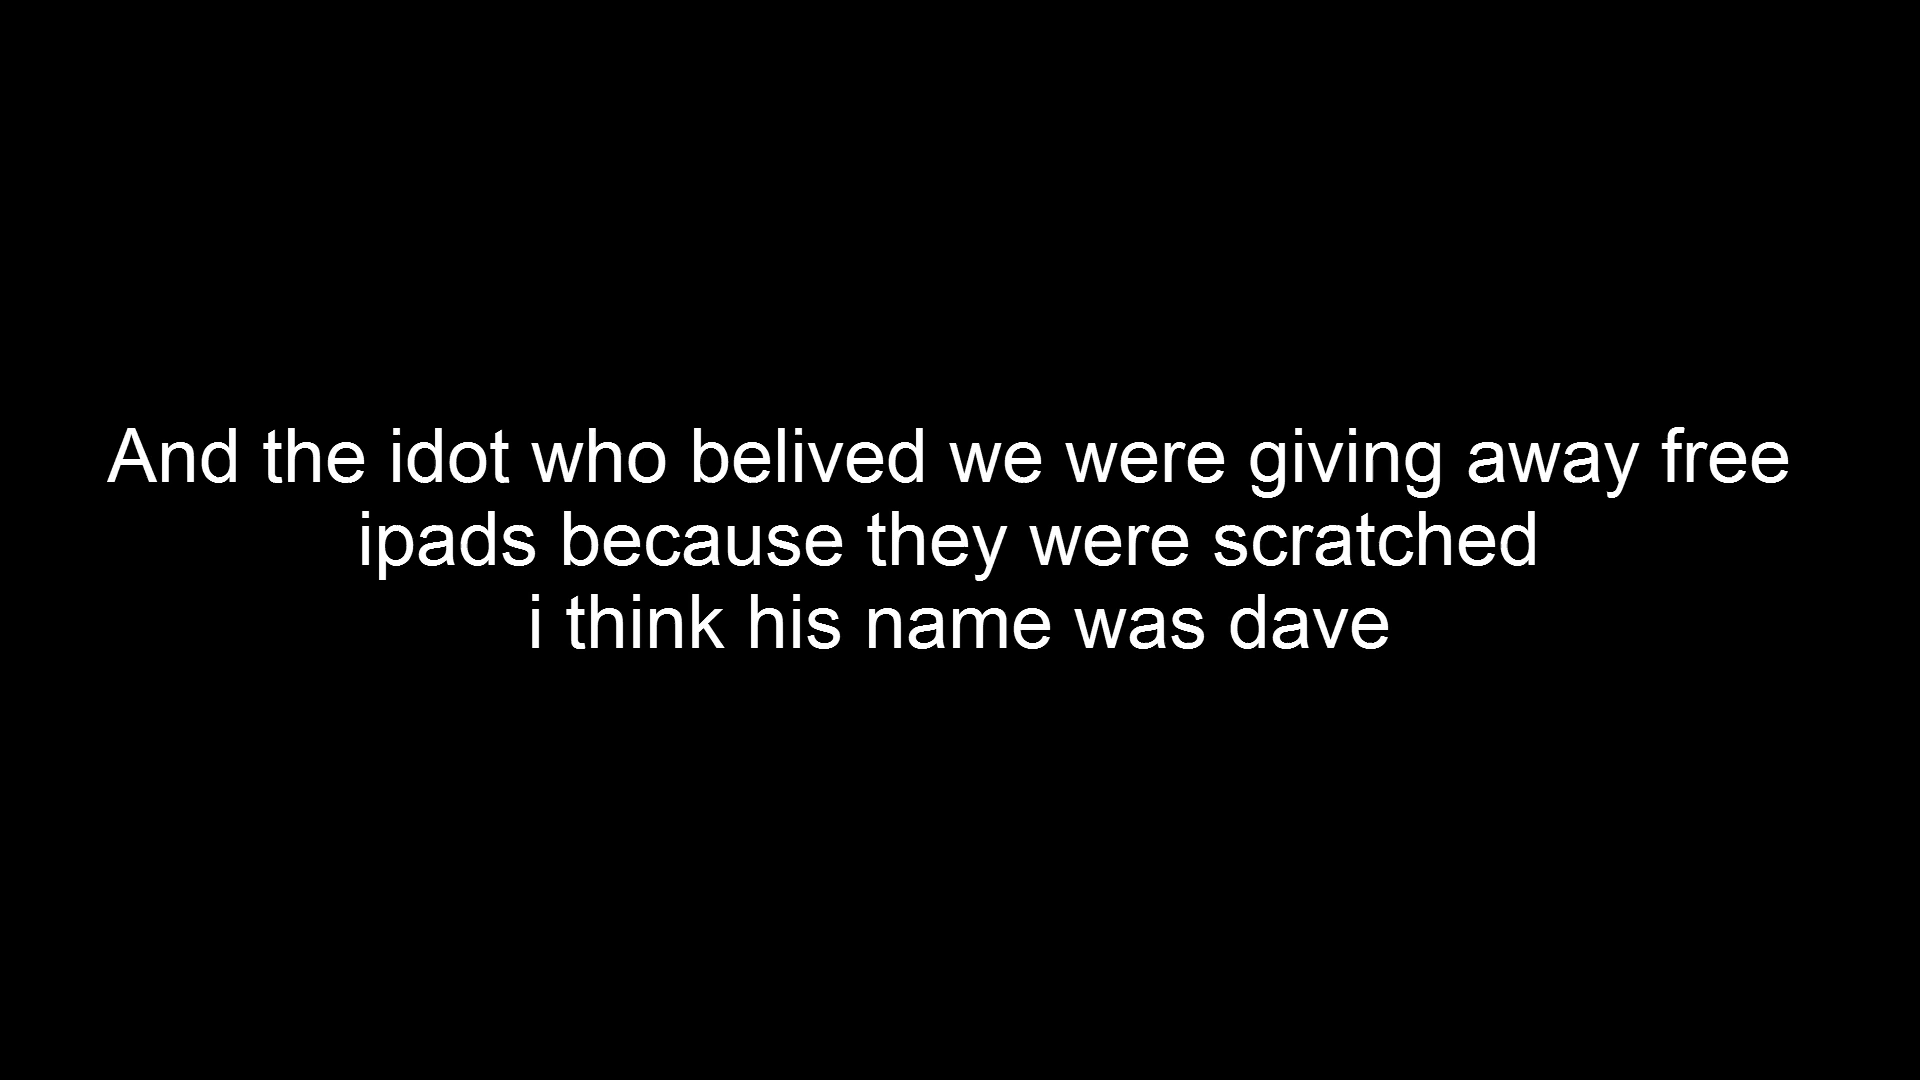 And the idot who belived we were giving away free
ipads because they were scratched
i think his name was dave